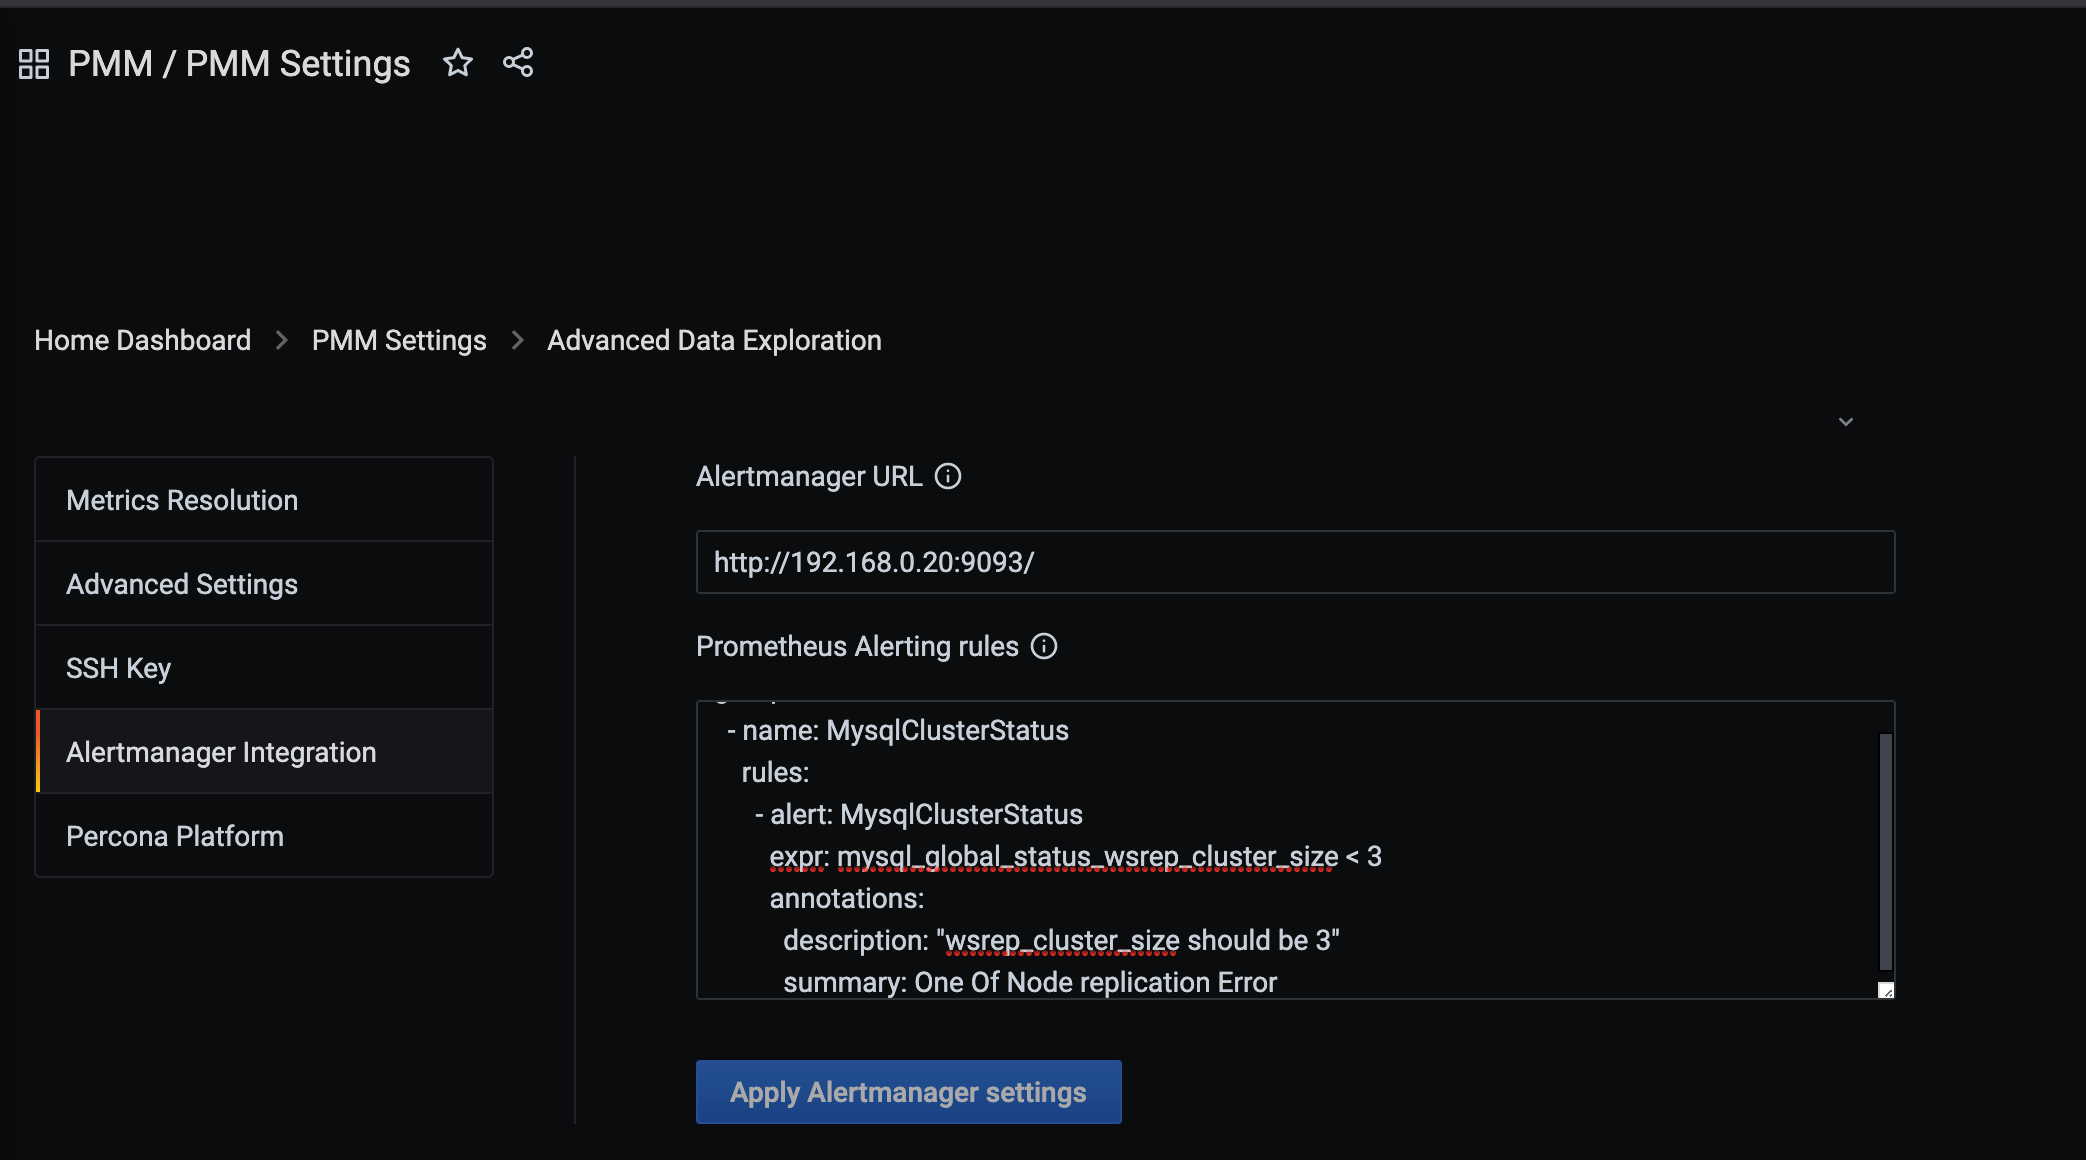 PMM / PMM Settings
Home Dashboard > PMM Settings > Advanced Data Exploration
Metrics Resolution
Advanced Settings
SSH Key
Alertmanager Integration
Percona Platform
Alertmanager URL
http://192.168.0.20:9093/
Prometheus Alerting rules
- name: MysqlClusterStatus
rules:
- alert: MysqlClusterStatus
expr: mysql_global_status_wsrep_cluster_size < 3
annotations:
description: "wsrep_cluster_size should be 3"
summary: One Of Node replication Error
Apply Alertmanager settings